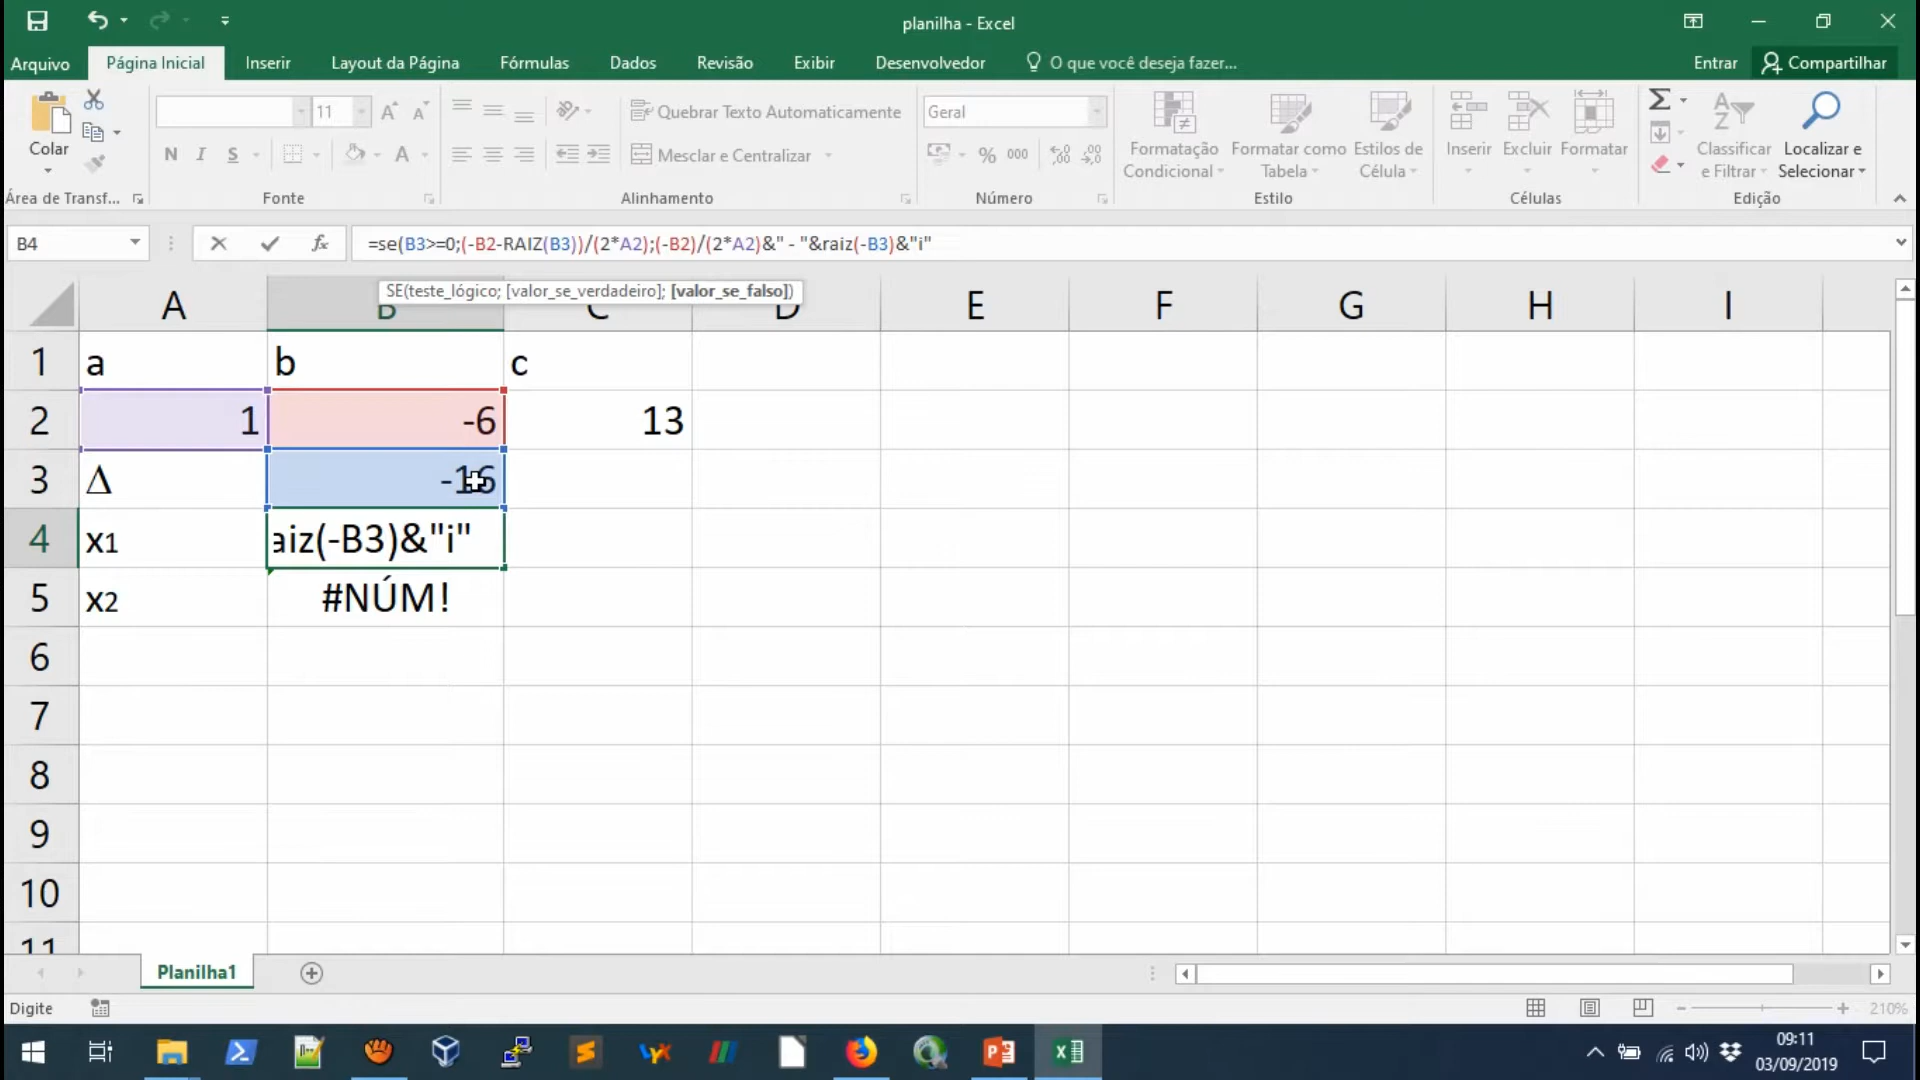 planilha - Excel
Arquivo Página Inicial Inserir Layout da Página Fórmulas Dados Revisão Exibir Desenvolvedor O que você deseja fazer... Entrar Compartilhar
11 Quebrar Texto Automaticamente Geral
Colar N I S A Mesclar e Centralizar % 000 Formatação Condicional Formatar como Tabela Estilos de Célula Inserir Excluir Formatar Classificar e Filtrar Localizar e Selecionar
Área de Transf... Fonte Alinhamento Número Estilo Células Edição
B4 fx =se(B3>=0;(-B2-RAIZ(B3))/(2*A2);(-B2)/(2*A2)&" - "&raiz(-B3)&"i"
SE(teste_lógico; [valor_se_verdadeiro]; [valor_se_falso])
A B C D E F G H I
1 a b c
2 1 -6 13
3 Δ -16
4 x1 aiz(-B3)&"i"
5 x2 #NÚM!
6
7
8
9
10
11
Planilha1
Digite 210%
09:11
03/09/2019